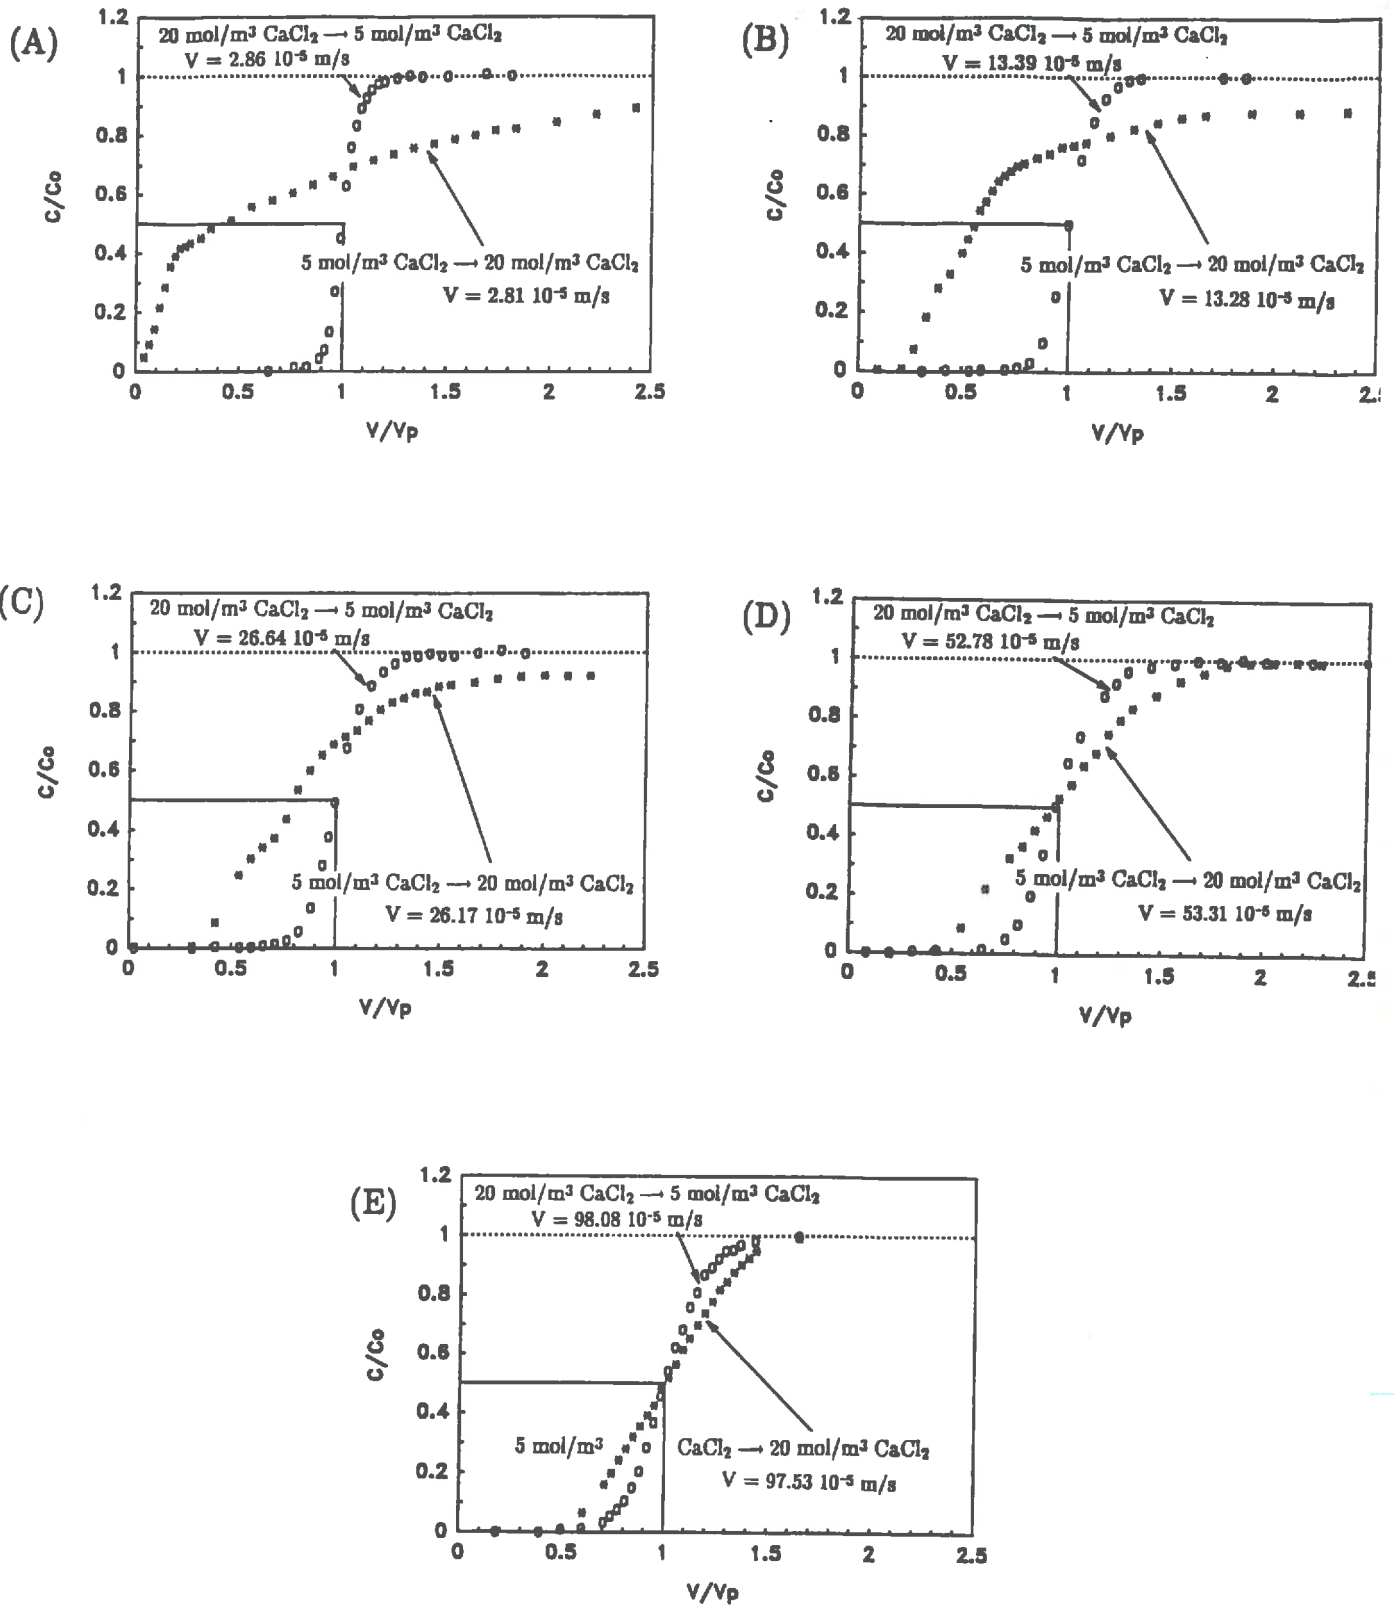 (A)
1.2
1
0.8
0.6
0.4
0.2
0
C/Co
20 mol/m³ CaCl₂ → 5 mol/m³ CaCl₂
V = 2.86 10⁻⁵ m/s
5 mol/m³ CaCl₂ → 20 mol/m³ CaCl₂
V = 2.81 10⁻⁵ m/s
0 0.5 1 1.5 2 2.5
V/Vp
(B)
1.2
1
0.8
0.6
0.4
0.2
0
C/Co
20 mol/m³ CaCl₂ → 5 mol/m³ CaCl₂
V = 13.39 10⁻⁵ m/s
5 mol/m³ CaCl₂ → 20 mol/m³ CaCl₂
V = 13.28 10⁻⁵ m/s
0 0.5 1 1.5 2 2.
V/Vp
(C)
1.2
1
0.8
0.6
0.4
0.2
0
C/Co
20 mol/m³ CaCl₂ → 5 mol/m³ CaCl₂
V = 26.64 10⁻⁵ m/s
5 mol/m³ CaCl₂ → 20 mol/m³ CaCl₂
V = 26.17 10⁻⁵ m/s
0 0.5 1 1.5 2 2.5
V/Vp
(D)
1.2
1
0.8
0.6
0.4
0.2
0
C/Co
20 mol/m³ CaCl₂ → 5 mol/m³ CaCl₂
V = 52.78 10⁻⁵ m/s
5 mol/m³ CaCl₂ → 20 mol/m³ CaCl₂
V = 53.31 10⁻⁵ m/s
0 0.5 1 1.5 2 2.5
V/Vp
(E)
1.2
1
0.8
0.6
0.4
0.2
0
C/Co
20 mol/m³ CaCl₂ → 5 mol/m³ CaCl₂
V = 98.08 10⁻⁵ m/s
5 mol/m³ CaCl₂ → 20 mol/m³ CaCl₂
V = 97.53 10⁻⁵ m/s
0 0.5 1 1.5 2 2.5
V/Vp